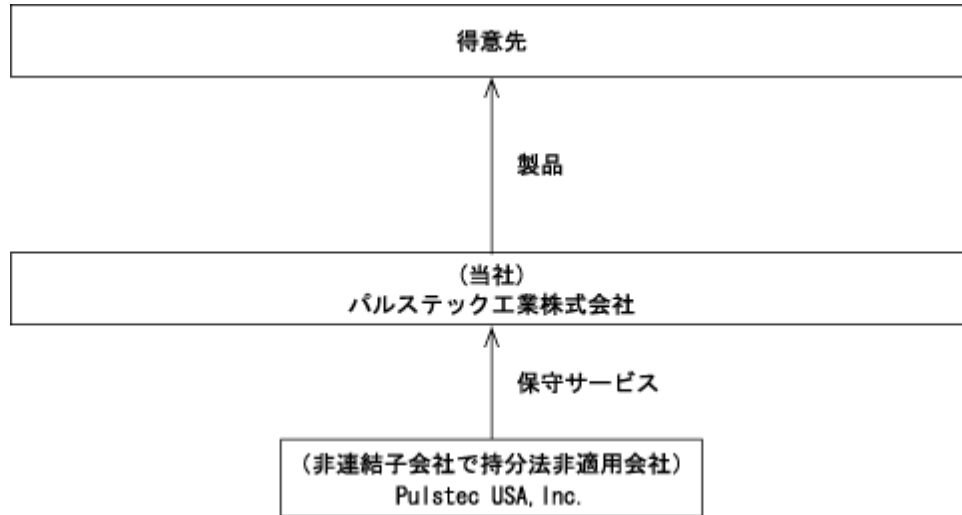 得意先
製品
(当社)
パルステック工業株式会社
保守サービス
(非連結子会社で持分法非適用会社)
Pulstec USA, Inc.